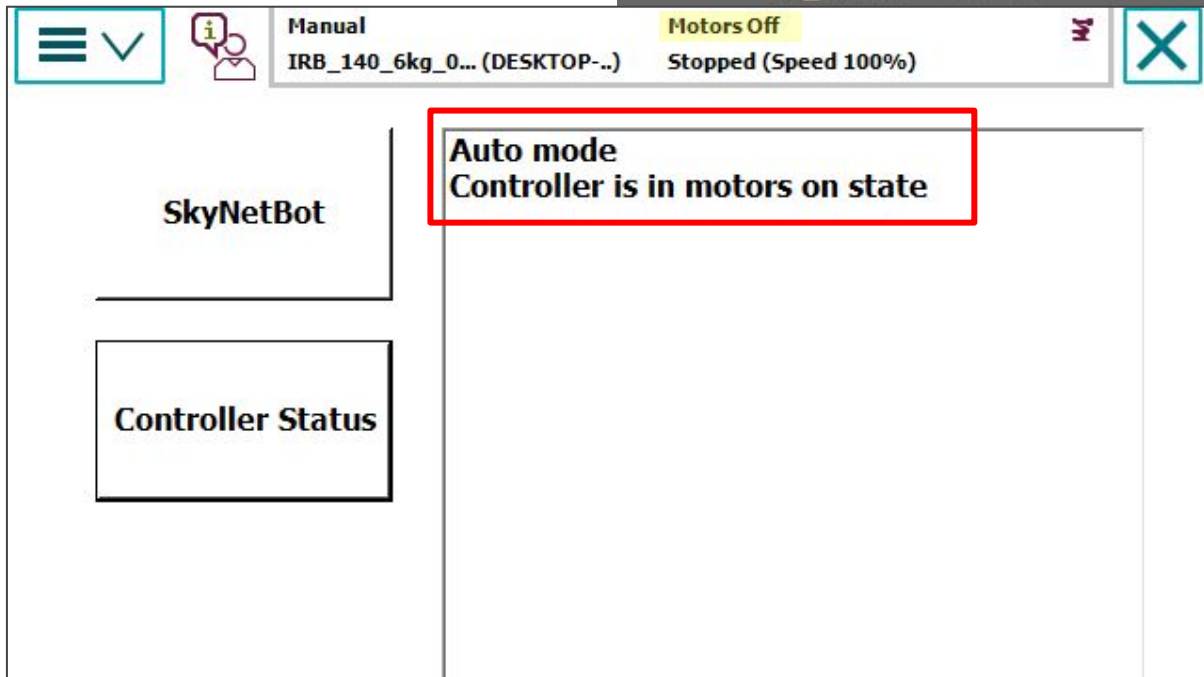 Manual
Motors Off
IRB_140_6kg_0... (DESKTOP-..)
Stopped (Speed 100%)
Auto mode
Controller is in motors on state
SkyNetBot
Controller Status